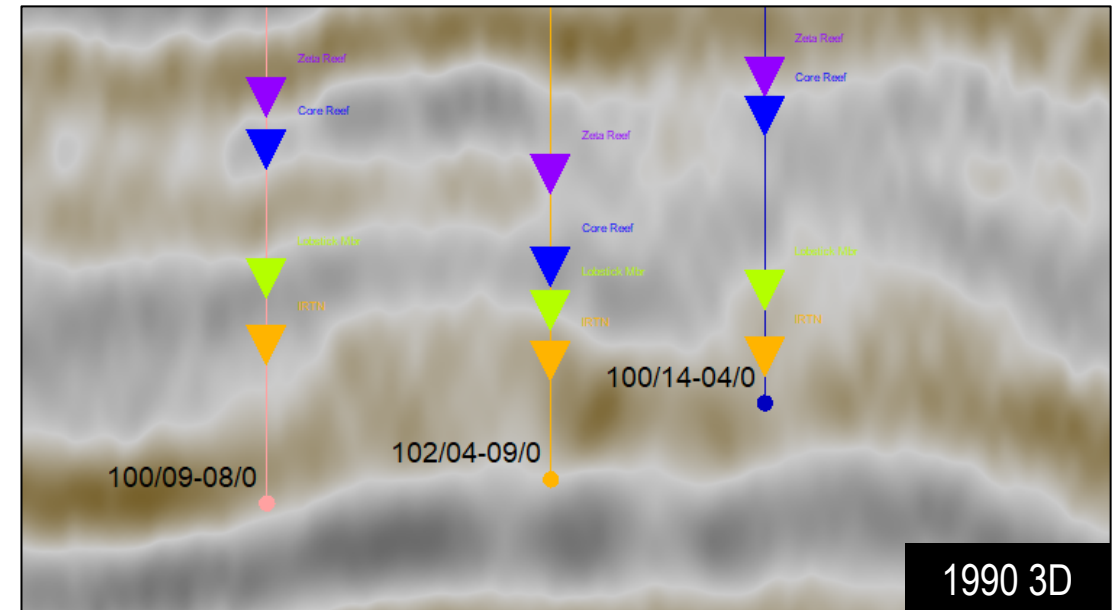 Zeta Reef
Core Reef
Lobstick Mbr
IRTN
100/09-08/0
Zeta Reef
Core Reef
Lobstick Mbr
IRTN
102/04-09/0
Zeta Reef
Core Reef
Lobstick Mbr
IRTN
100/14-04/0
1990 3D